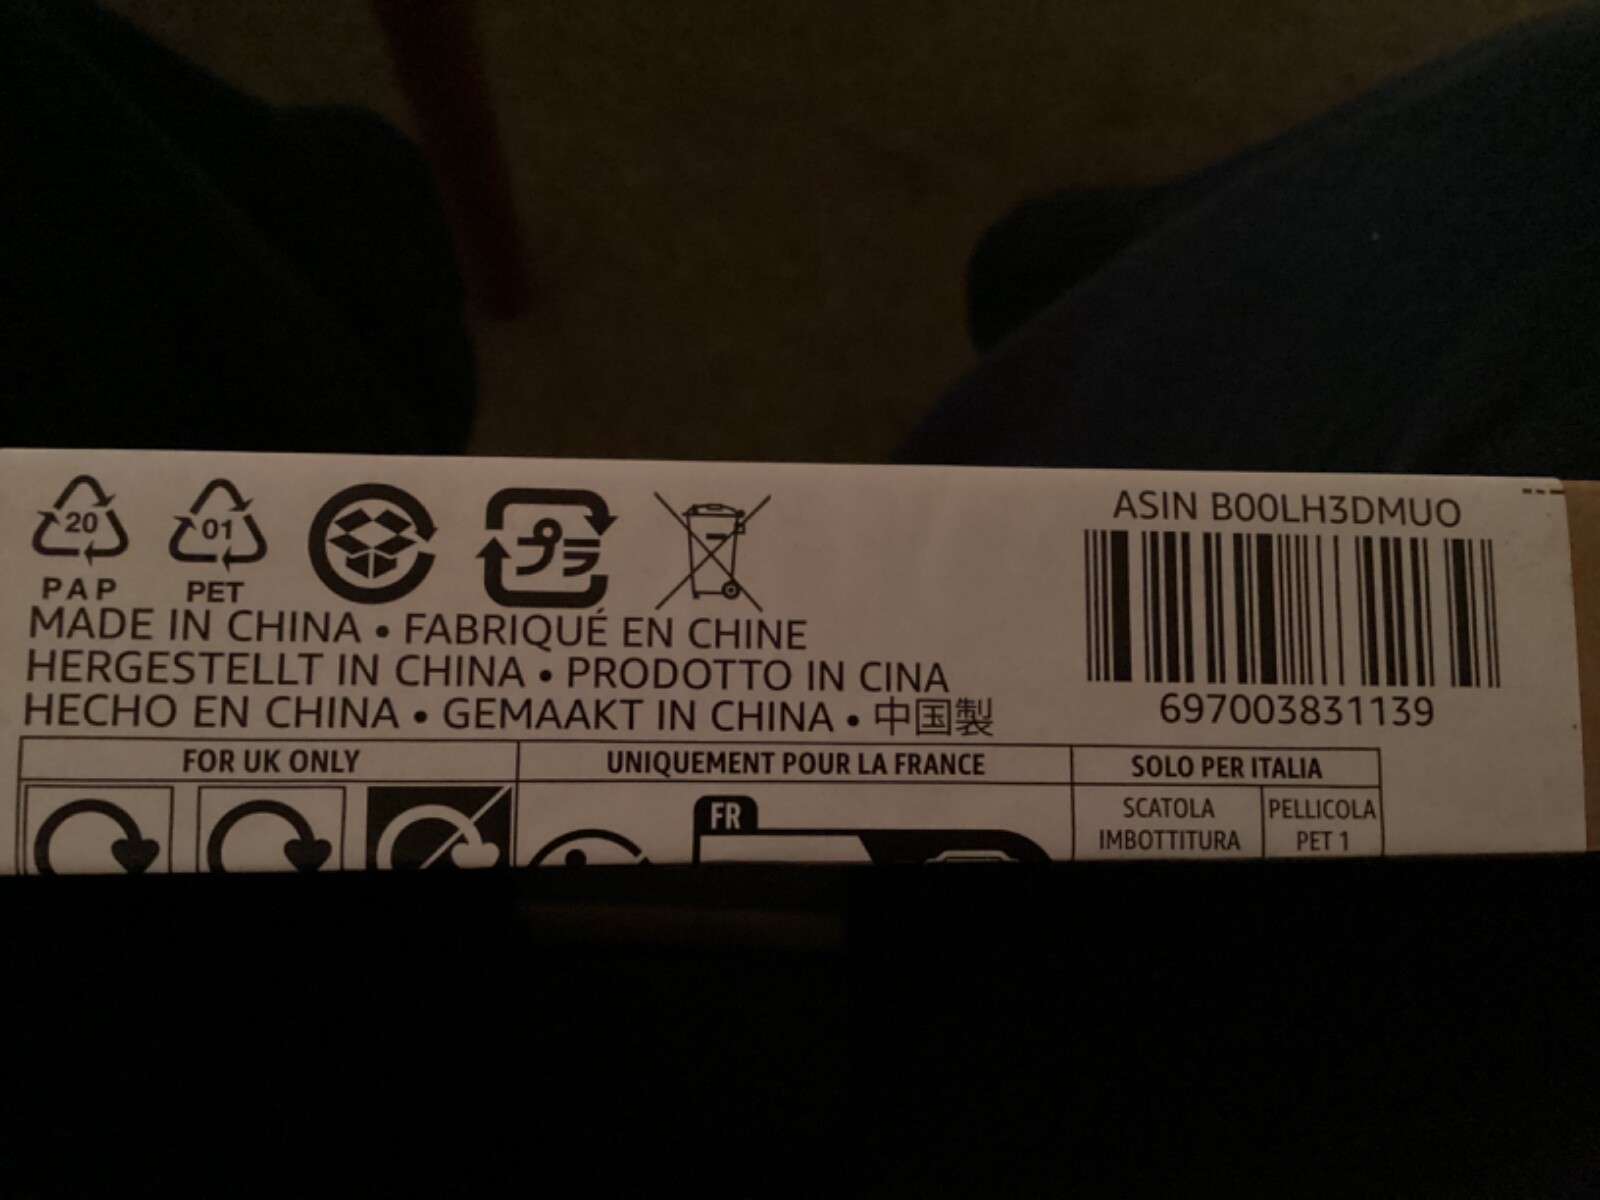 20
PAP
01
PET
プラ
MADE IN CHINA • FABRIQUÉ EN CHINE
HERGESTELLT IN CHINA • PRODOTTO IN CINA
HECHO EN CHINA • GEMAAKT IN CHINA • 中国製
ASIN B00LH3DMUO
697003831139
FOR UK ONLY
UNIQUEMENT POUR LA FRANCE
FR
SOLO PER ITALIA
SCATOLA
IMBOTTITURA
PELLICOLA
PET 1